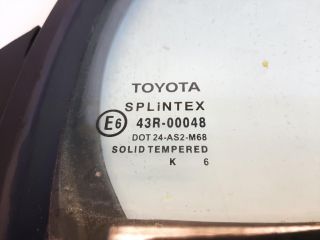 TOYOTA
SPLiNTEX
E6 43R-00048
DOT 24-AS2-M68
SOLID TEMPERED
K 6